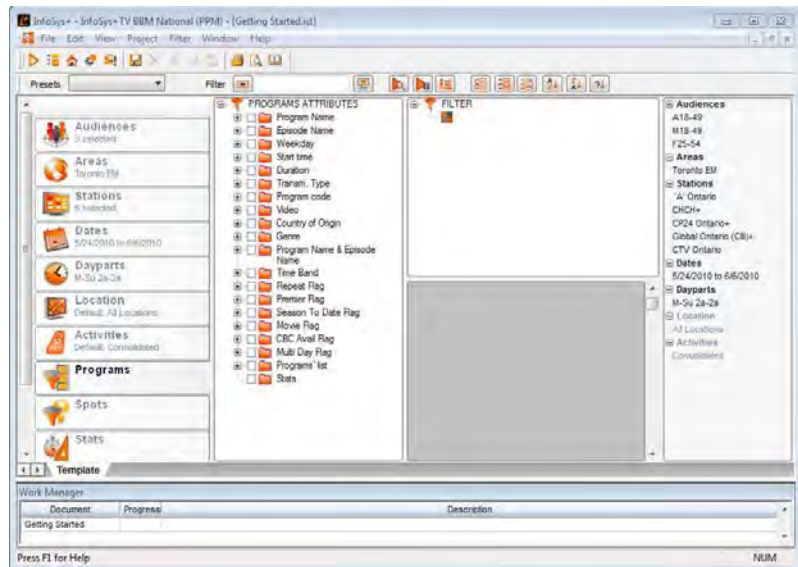 InfoSys+ - InfoSys+TV BBM National (PPM) - [Getting Started.ist]
File Edit View Project Filter Window Help
Presets
Filter
Audiences
3 selected
Areas
Toronto EM
Stations
5 selected
Dates
5/24/2010 to 6/6/2010
Dayparts
M-Su 2a-2a
Location
Default: All Locations
Activities
Default: Consolidated
Programs
Spots
Stats
PROGRAMS ATTRIBUTES
Program Name
Episode Name
Weekday
Start time
Duration
Transm. Type
Program code
Video
Country of Origin
Genre
Program Name & Episode
Name
Time Band
Repeat Flag
Premier Flag
Season To Date Flag
Movie Flag
CBC Avail Flag
Multi Day Flag
Programs' list
Stats
FILTER
Audiences
A18-49
M18-49
F25-54
Areas
Toronto EM
Stations
'A' Ontario
CHCH+
CP24 Ontario+
Global Ontario (CIII)+
CTV Ontario
Dates
5/24/2010 to 6/6/2010
Dayparts
M-Su 2a-2a
Location
All Locations
Activities
Consolidated
Template
Work Manager
Document Progress Description
Getting Started
Press F1 for Help
NUM